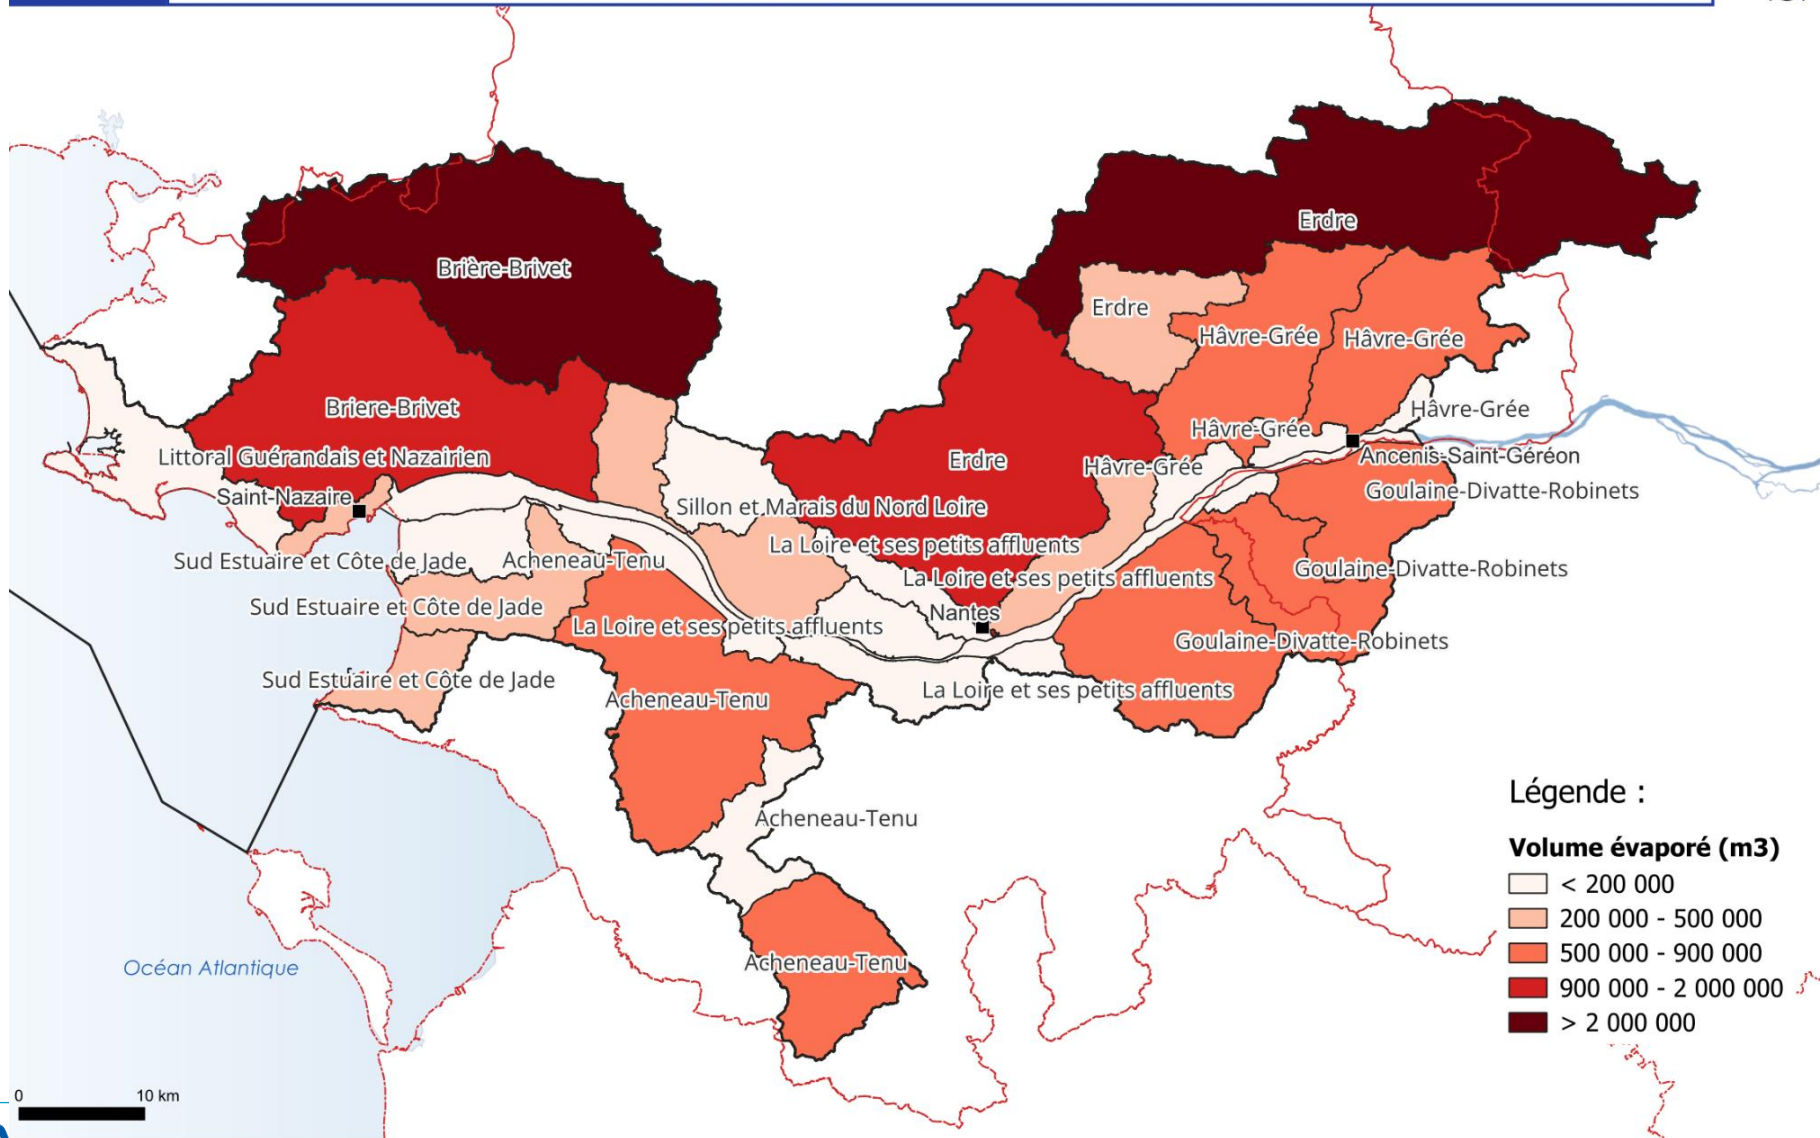 Erdre
Brière-Brivet
Erdre
Hâvre-Grée
Hâvre-Grée
Briere-Brivet
Hâvre-Grée
Hâvre-Grée
Littoral Guérandais et Nazairien
Erdre
Hâvre-Grée
Ancenis-Saint-Géréon
Saint-Nazaire
Goulaine-Divatte-Robinets
Sillon et Marais du Nord Loire
La Loire et ses petits affluents
Sud Estuaire et Côte de Jade
Acheneau-Tenu
Goulaine-Divatte-Robinets
La Loire et ses petits affluents
Sud Estuaire et Côte de Jade
Nantes
La Loire et ses petits affluents
Goulaine-Divatte-Robinets
Sud Estuaire et Côte de Jade
La Loire et ses petits affluents
Acheneau-Tenu
Acheneau-Tenu
Acheneau-Tenu
Océan Atlantique
Légende :
Volume évaporé (m3)
< 200 000
200 000 - 500 000
500 000 - 900 000
900 000 - 2 000 000
> 2 000 000
0 10 km